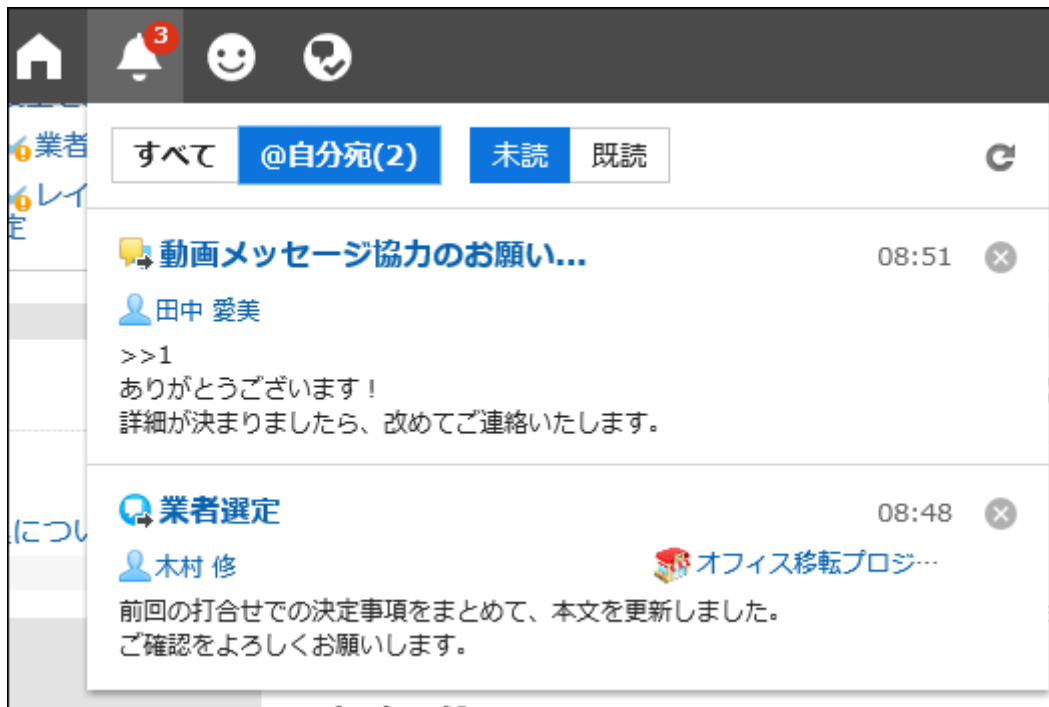 3
すべて @自分宛(2) 未読 既読
業者
レイ
定
動画メッセージ協力のお願い... 08:51
田中 愛美
>>1
ありがとうございます！
詳細が決まりましたら、改めてご連絡いたします。
業者選定 08:48
につい
木村 修 オフィス移転プロジ…
前回の打合せでの決定事項をまとめて、本文を更新しました。
ご確認をよろしくお願いします。